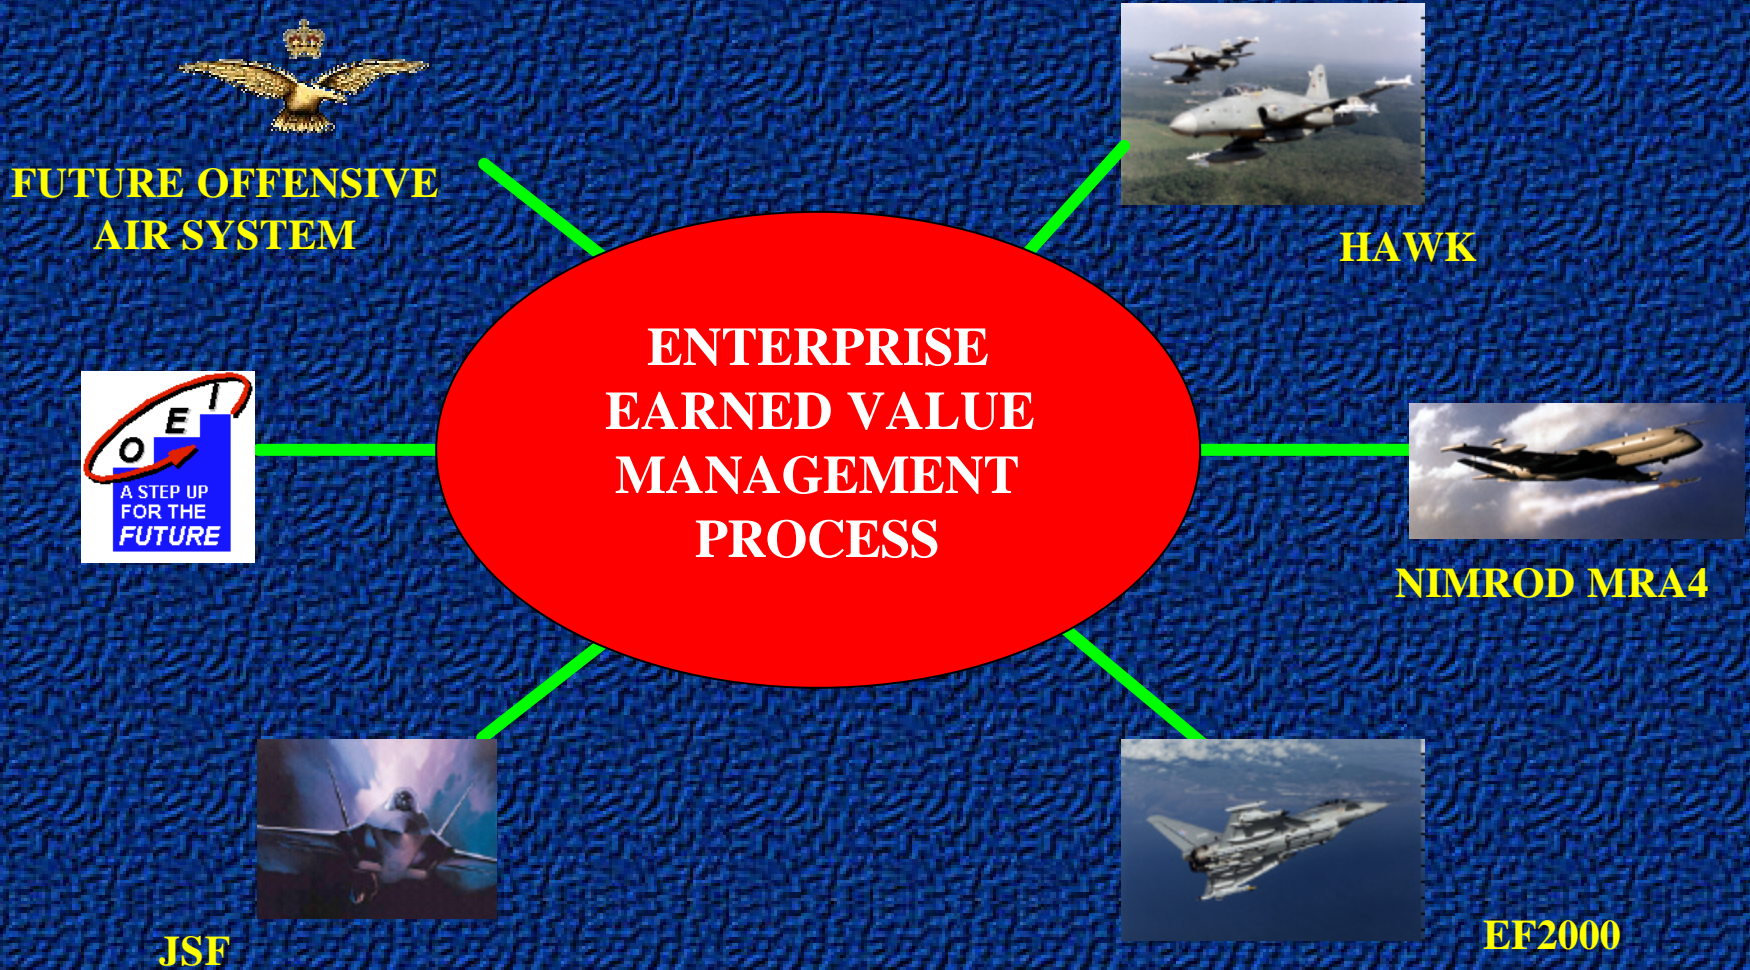 FUTURE OFFENSIVE
AIR SYSTEM
HAWK
ENTERPRISE
EARNED VALUE
MANAGEMENT
PROCESS
O E I
A STEP UP
FOR THE
FUTURE
NIMROD MRA4
JSF
EF2000